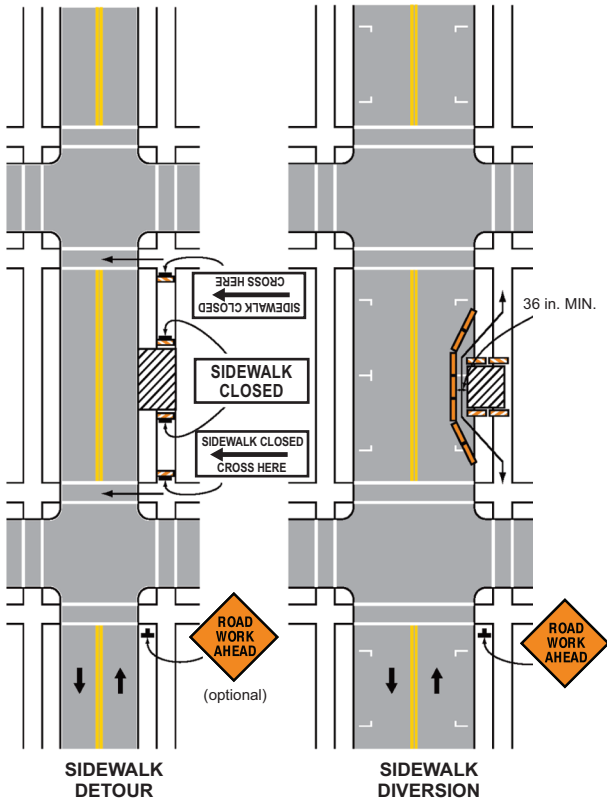 SIDEWALK CLOSED
CROSS HERE
36 in. MIN.
SIDEWALK
CLOSED
SIDEWALK CLOSED
CROSS HERE
ROAD
WORK
AHEAD
(optional)
ROAD
WORK
AHEAD
SIDEWALK
DETOUR
SIDEWALK
DIVERSION